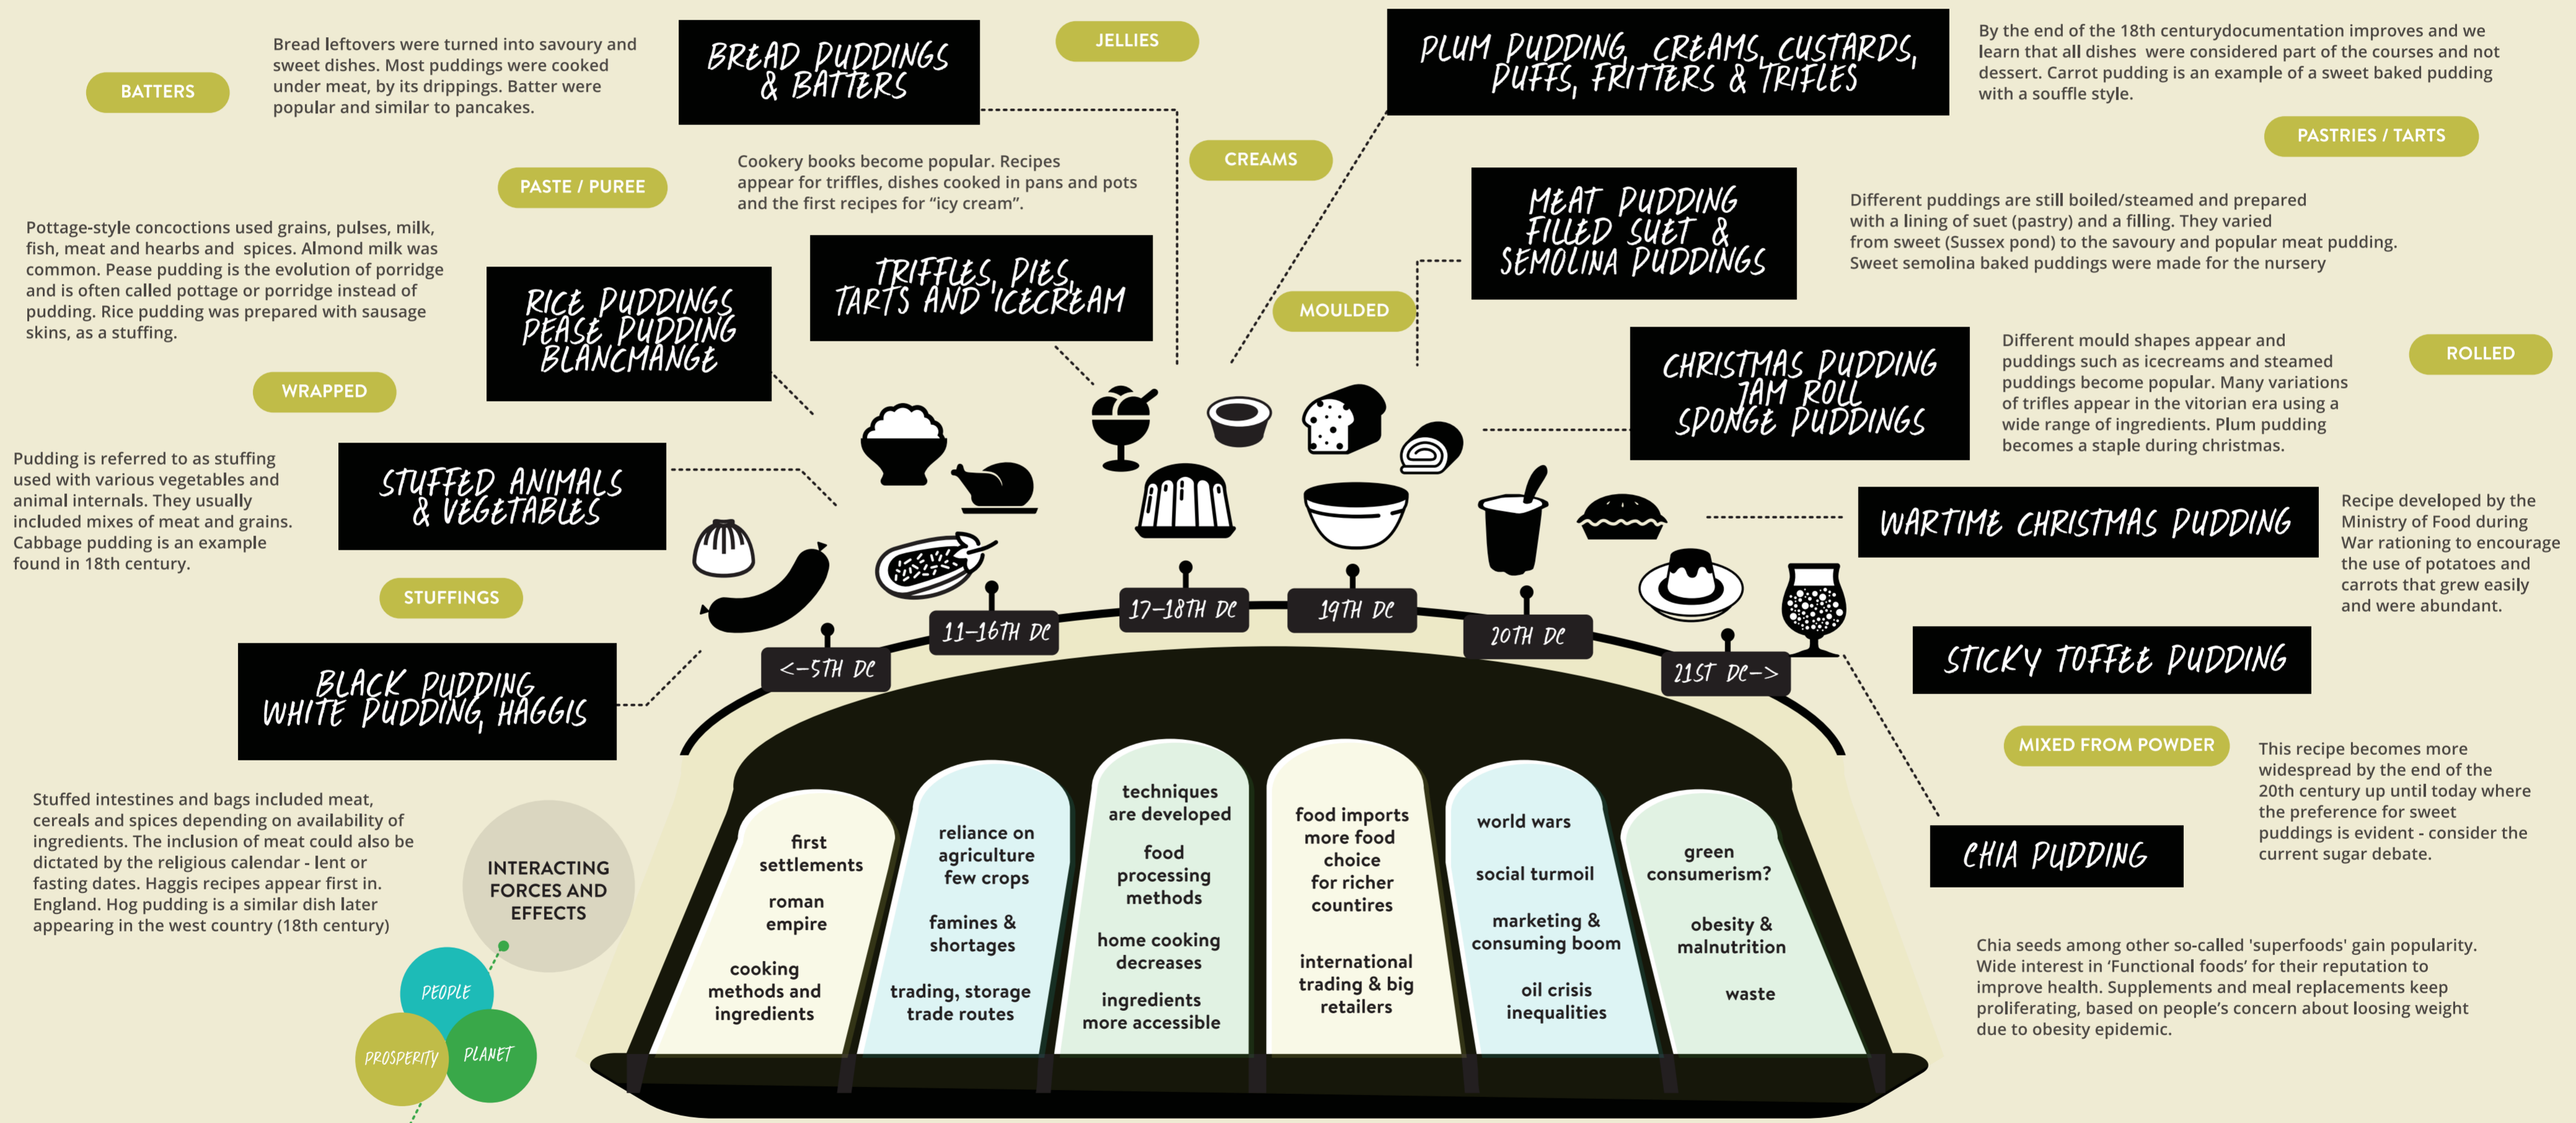 BATTERS
Bread leftovers were turned into savoury and
sweet dishes. Most puddings were cooked
under meat, by its drippings. Batter were
popular and similar to pancakes.
BREAD PUDDINGS
& BATTERS
JELLIES
PLUM PUDDING, CREAMS, CUSTARDS,
PUFFS, FRITTERS & TRIFLES
By the end of the 18th centurydocumentation improves and we
learn that all dishes were considered part of the courses and not
dessert. Carrot pudding is an example of a sweet baked pudding
with a souffle style.
PASTRIES / TARTS
PASTE / PUREE
Cookery books become popular. Recipes
appear for triffles, dishes cooked in pans and pots
and the first recipes for “icy cream”.
CREAMS
MEAT PUDDING
FILLED SUET &
SEMOLINA PUDDINGS
Different puddings are still boiled/steamed and prepared
with a lining of suet (pastry) and a filling. They varied
from sweet (Sussex pond) to the savoury and popular meat pudding.
Sweet semolina baked puddings were made for the nursery
Pottage-style concoctions used grains, pulses, milk,
fish, meat and hearbs and spices. Almond milk was
common. Pease pudding is the evolution of porridge
and is often called pottage or porridge instead of
pudding. Rice pudding was prepared with sausage
skins, as a stuffing.
RICE PUDDINGS
PEASE PUDDING
BLANCMANGE
TRIFFLES, PIES,
TARTS AND ICECREAM
MOULDED
CHRISTMAS PUDDING
JAM ROLL
SPONGE PUDDINGS
Different mould shapes appear and
puddings such as icecreams and steamed
puddings become popular. Many variations
of trifles appear in the vitorian era using a
wide range of ingredients. Plum pudding
becomes a staple during christmas.
ROLLED
WRAPPED
Pudding is referred to as stuffing
used with various vegetables and
animal internals. They usually
included mixes of meat and grains.
Cabbage pudding is an example
found in 18th century.
STUFFED ANIMALS
& VEGETABLES
WARTIME CHRISTMAS PUDDING
Recipe developed by the
Ministry of Food during
War rationing to encourage
the use of potatoes and
carrots that grew easily
and were abundant.
STUFFINGS
BLACK PUDDING
WHITE PUDDING, HAGGIS
<-5TH DC
11-16TH DC
17-18TH DC
19TH DC
20TH DC
21ST DC->
STICKY TOFFEE PUDDING
MIXED FROM POWDER
This recipe becomes more
widespread by the end of the
20th century up until today where
the preference for sweet
puddings is evident - consider the
current sugar debate.
CHIA PUDDING
Stuffed intestines and bags included meat,
cereals and spices depending on availability of
ingredients. The inclusion of meat could also be
dictated by the religious calendar - lent or
fasting dates. Haggis recipes appear first in.
England. Hog pudding is a similar dish later
appearing in the west country (18th century)
INTERACTING
FORCES AND
EFFECTS
PEOPLE
PROSPERITY
PLANET
first
settlements
roman
empire
cooking
methods and
ingredients
reliance on
agriculture
few crops
famines &
shortages
trading, storage
trade routes
techniques
are developed
food
processing
methods
home cooking
decreases
ingredients
more accessible
food imports
more food
choice
for richer
countires
international
trading & big
retailers
world wars
social turmoil
marketing &
consuming boom
oil crisis
inequalities
green
consumerism?
obesity &
malnutrition
waste
Chia seeds among other so-called 'superfoods' gain popularity.
Wide interest in ‘Functional foods’ for their reputation to
improve health. Supplements and meal replacements keep
proliferating, based on people’s concern about loosing weight
due to obesity epidemic.